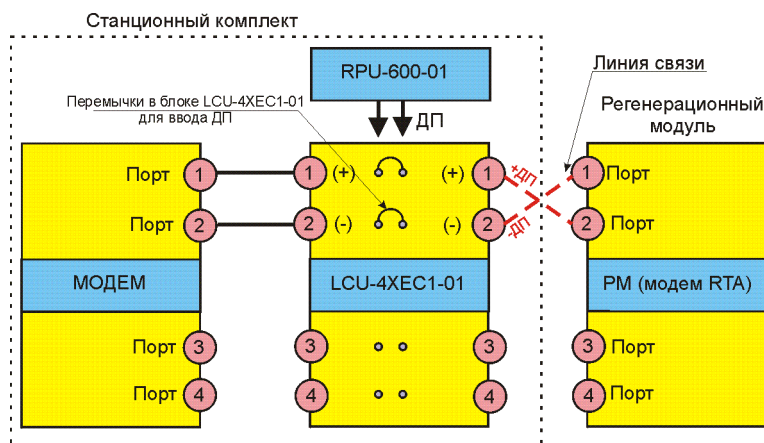 Станционный комплект
RPU-600-01
Перемычки в блоке LCU-4XEC1-01
для ввода ДП
ДП
Линия связи
Регенерационный
модуль
Порт 1 1 (+) (+) 1 +ДП 1 Порт
Порт 2 2 (-) (-) 2 -ДП 2 Порт
МОДЕМ LCU-4XEC1-01 РМ (модем RTA)
Порт 3 3 3 3 Порт
Порт 4 4 4 4 Порт